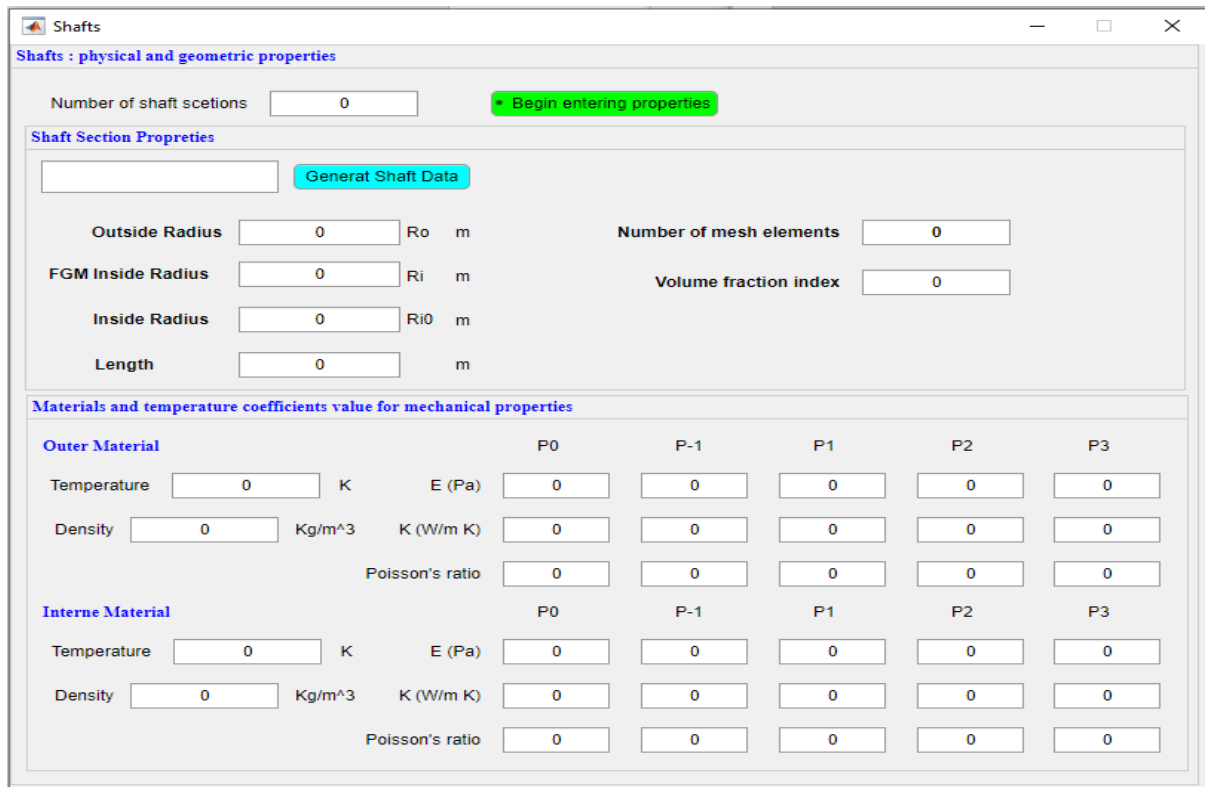 Shafts
Shafts : physical and geometric properties
Number of shaft scetions 0 • Begin entering properties
Shaft Section Propreties
Generat Shaft Data
Outside Radius 0 Ro m Number of mesh elements 0
FGM Inside Radius 0 Ri m Volume fraction index 0
Inside Radius 0 Ri0 m
Length 0 m
Materials and temperature coefficients value for mechanical properties
Outer Material P0 P-1 P1 P2 P3
Temperature 0 K E (Pa) 0 0 0 0 0
Density 0 Kg/m^3 K (W/m K) 0 0 0 0 0
Poisson's ratio 0 0 0 0 0
Interne Material P0 P-1 P1 P2 P3
Temperature 0 K E (Pa) 0 0 0 0 0
Density 0 Kg/m^3 K (W/m K) 0 0 0 0 0
Poisson's ratio 0 0 0 0 0